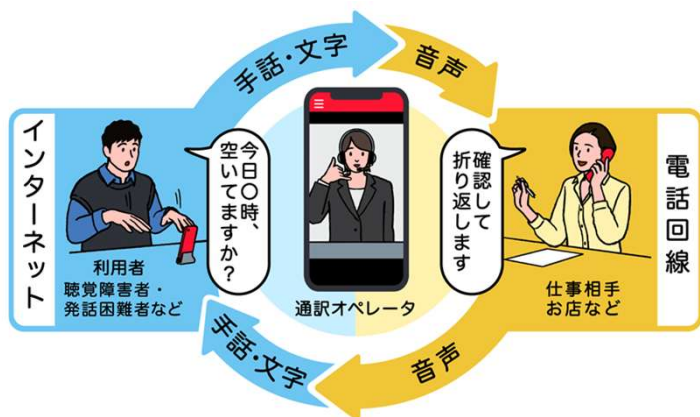 手話・文字
音声
インターネット
今日〇時、
空いてますか?
利用者
聴覚障害者・
発話困難者など
通訳オペレータ
確認して
折り返します
電話回線
仕事相手
お店など
手話・文字
音声